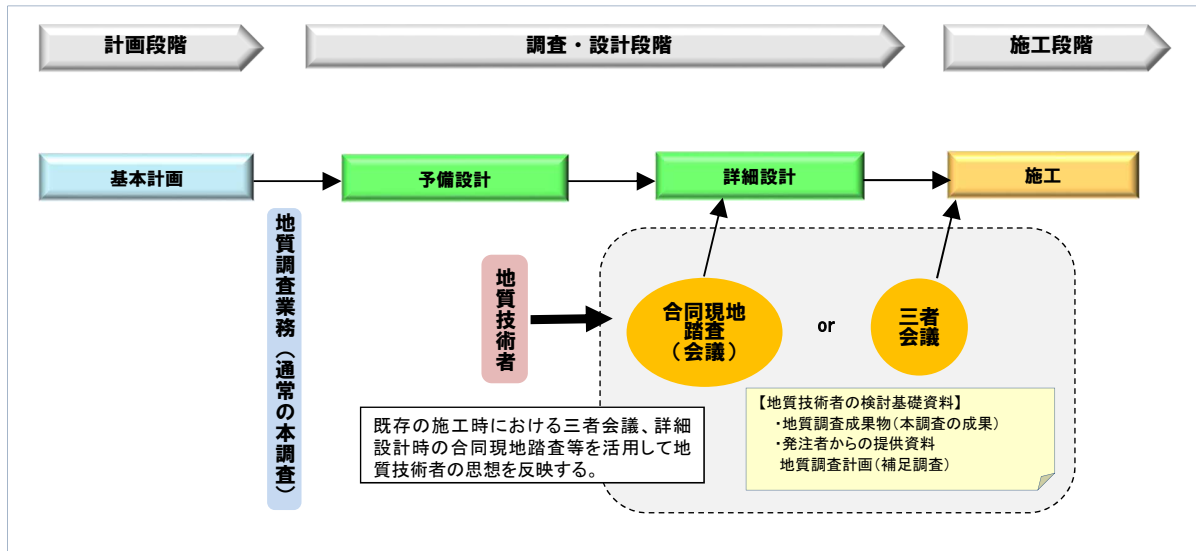 計画段階
調査・設計段階
施工段階
基本計画
予備設計
詳細設計
施工
地質調査業務（通常の本調査）
地質技術者
合同現地
踏査
（会議）
or
三者
会議
既存の施工時における三者会議、詳細
設計時の合同現地踏査等を活用して地
質技術者の思想を反映する。
【地質技術者の検討基礎資料】
・地質調査成果物（本調査の成果）
・発注者からの提供資料
地質調査計画（補足調査）